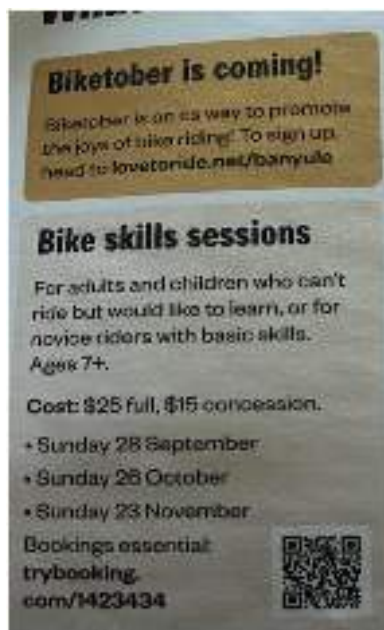 Biketober is coming!
Biketober is on its way to promote
the joys of bike riding! To sign up,
head to lovetoride.net/banyule
Bike skills sessions
For adults and children who can't
ride but would like to learn, or for
novice riders with basic skills.
Ages 7+.
Cost: $25 full, $15 concession.
• Sunday 28 September
• Sunday 26 October
• Sunday 23 November
Bookings essential:
trybooking.
com/1423434